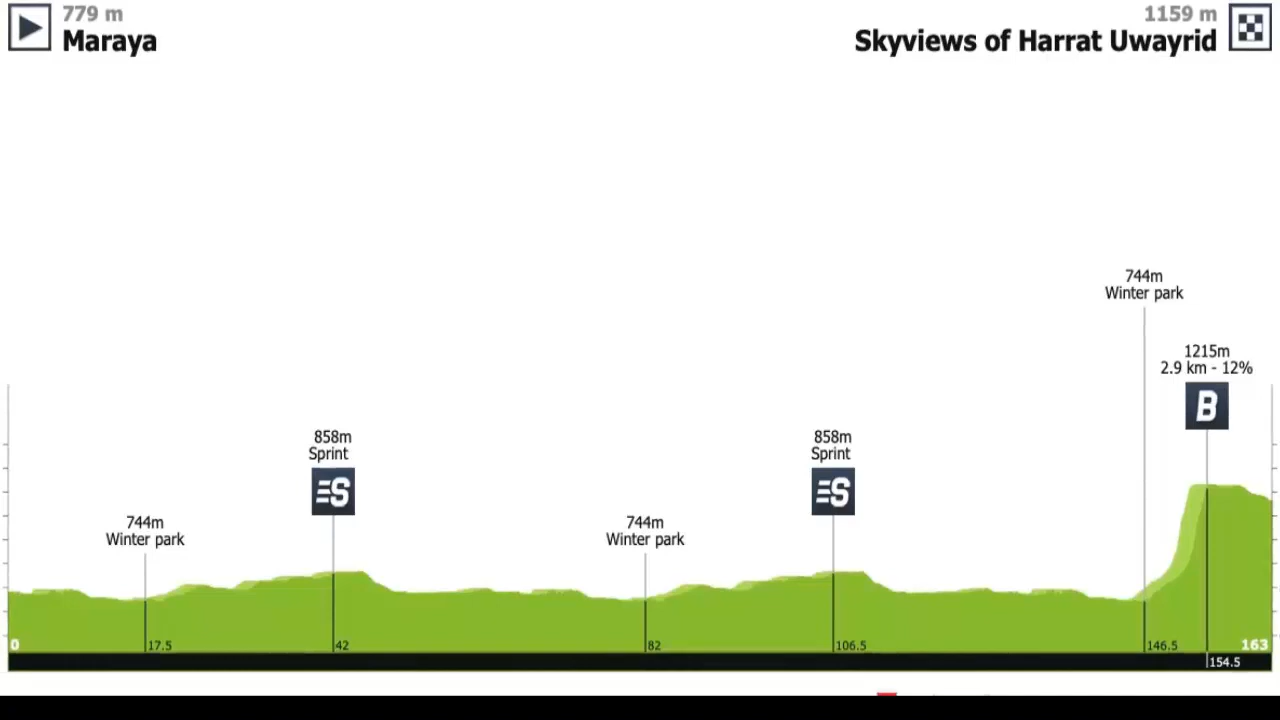 779 m
Maraya
1159 m
Skyviews of Harrat Uwayrid
744m
Winter park
1215m
2.9 km - 12%
B
858m
Sprint
S
858m
Sprint
S
744m
Winter park
744m
Winter park
0
17.5
42
82
106.5
146.5
163
154.5